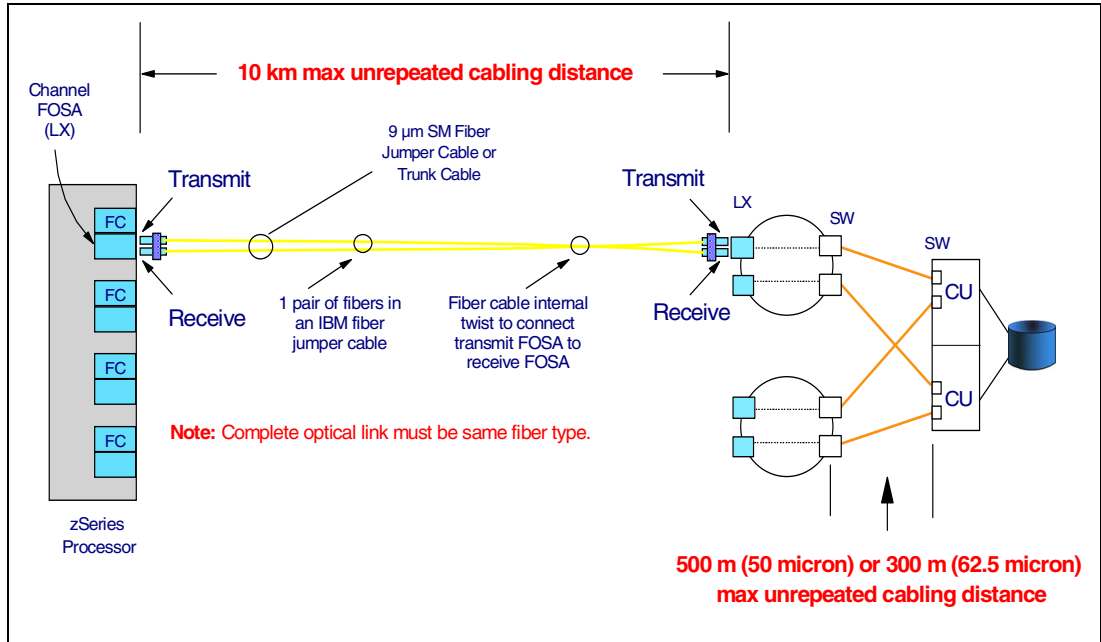 10 km max unrepeated cabling distance
Channel
FOSA
(LX)
9 µm SM Fiber
Jumper Cable or
Trunk Cable
Transmit
Transmit
LX
SW
SW
FC
FC
FC
FC
Receive
Receive
1 pair of fibers in
an IBM fiber
jumper cable
Fiber cable internal
twist to connect
transmit FOSA to
receive FOSA
CU
CU
Note: Complete optical link must be same fiber type.
zSeries
Processor
500 m (50 micron) or 300 m (62.5 micron)
max unrepeated cabling distance